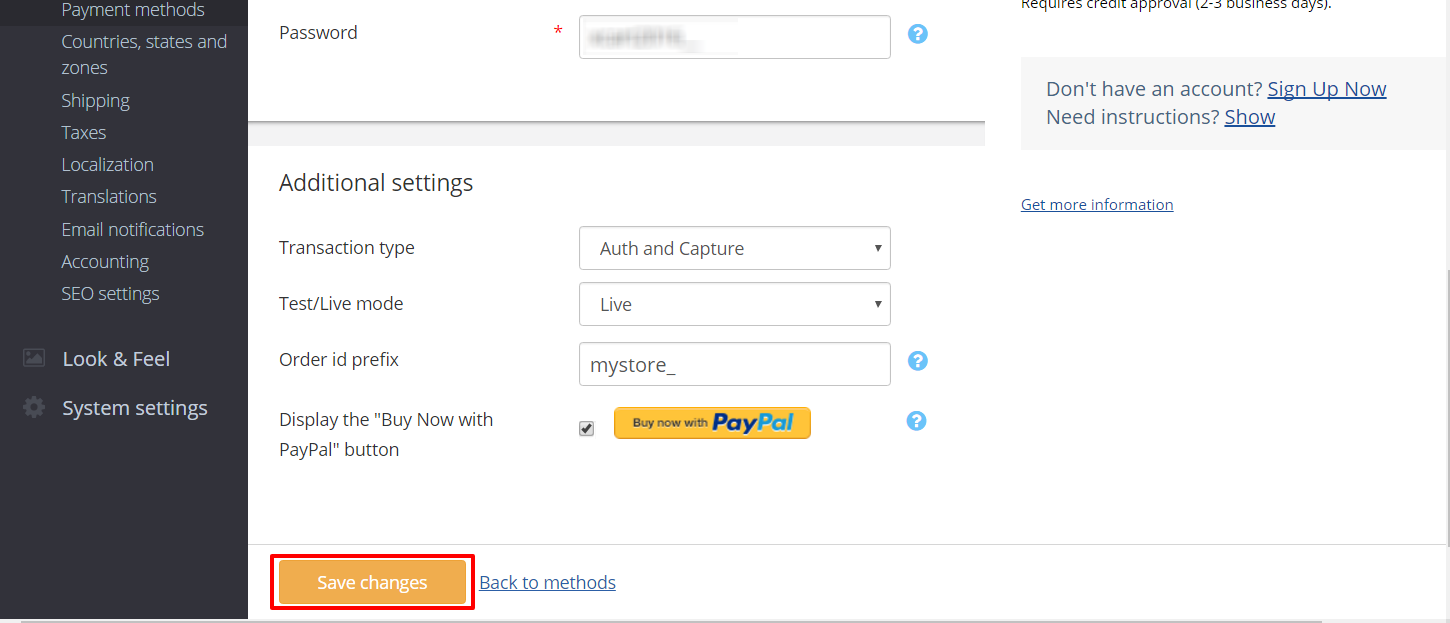 Payment methods
Countries, states and
zones
Shipping
Taxes
Localization
Translations
Email notifications
Accounting
SEO settings
Look & Feel
System settings
Password *
?
Additional settings
Transaction type
Auth and Capture
Test/Live mode
Live
Order id prefix
mystore_
?
Display the "Buy Now with
PayPal" button
Buy now with PayPal
?
Save changes
Back to methods
Requires credit approval (2-3 business days).
Don't have an account? Sign Up Now
Need instructions? Show
Get more information